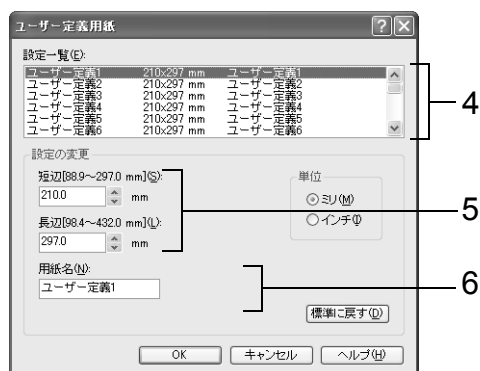 ユーザー定義用紙
設定一覧(E):
ユーザー定義1 210x297 mm ユーザー定義1
ユーザー定義2 210x297 mm ユーザー定義2
ユーザー定義3 210x297 mm ユーザー定義3
ユーザー定義4 210x297 mm ユーザー定義4
ユーザー定義5 210x297 mm ユーザー定義5
ユーザー定義6 210x297 mm ユーザー定義6
4
設定の変更
短辺[88.9～297.0 mm](S):
210.0 mm
長辺[98.4～432.0 mm](L):
297.0 mm
単位
ミリ(M)
インチ(I)
5
用紙名(N):
ユーザー定義1
6
標準に戻す(D)
OK キャンセル ヘルプ(H)